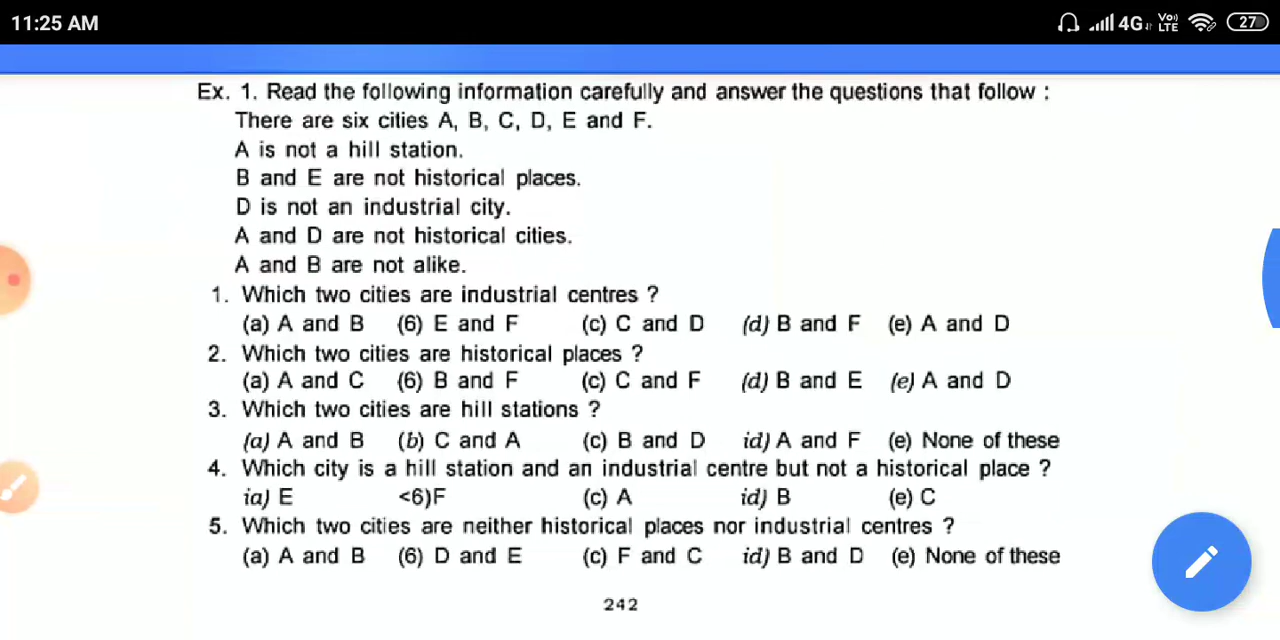 11:25 AM
4G Vo)) LTE 27
Ex. 1. Read the following information carefully and answer the questions that follow :
There are six cities A, B, C, D, E and F.
A is not a hill station.
B and E are not historical places.
D is not an industrial city.
A and D are not historical cities.
A and B are not alike.
1. Which two cities are industrial centres ?
(a) A and B (6) E and F (c) C and D (d) B and F (e) A and D
2. Which two cities are historical places ?
(a) A and C (6) B and F (c) C and F (d) B and E (e) A and D
3. Which two cities are hill stations ?
(a) A and B (b) C and A (c) B and D id) A and F (e) None of these
4. Which city is a hill station and an industrial centre but not a historical place ?
ia) E <6)F (c) A id) B (e) C
5. Which two cities are neither historical places nor industrial centres ?
(a) A and B (6) D and E (c) F and C id) B and D (e) None of these
242